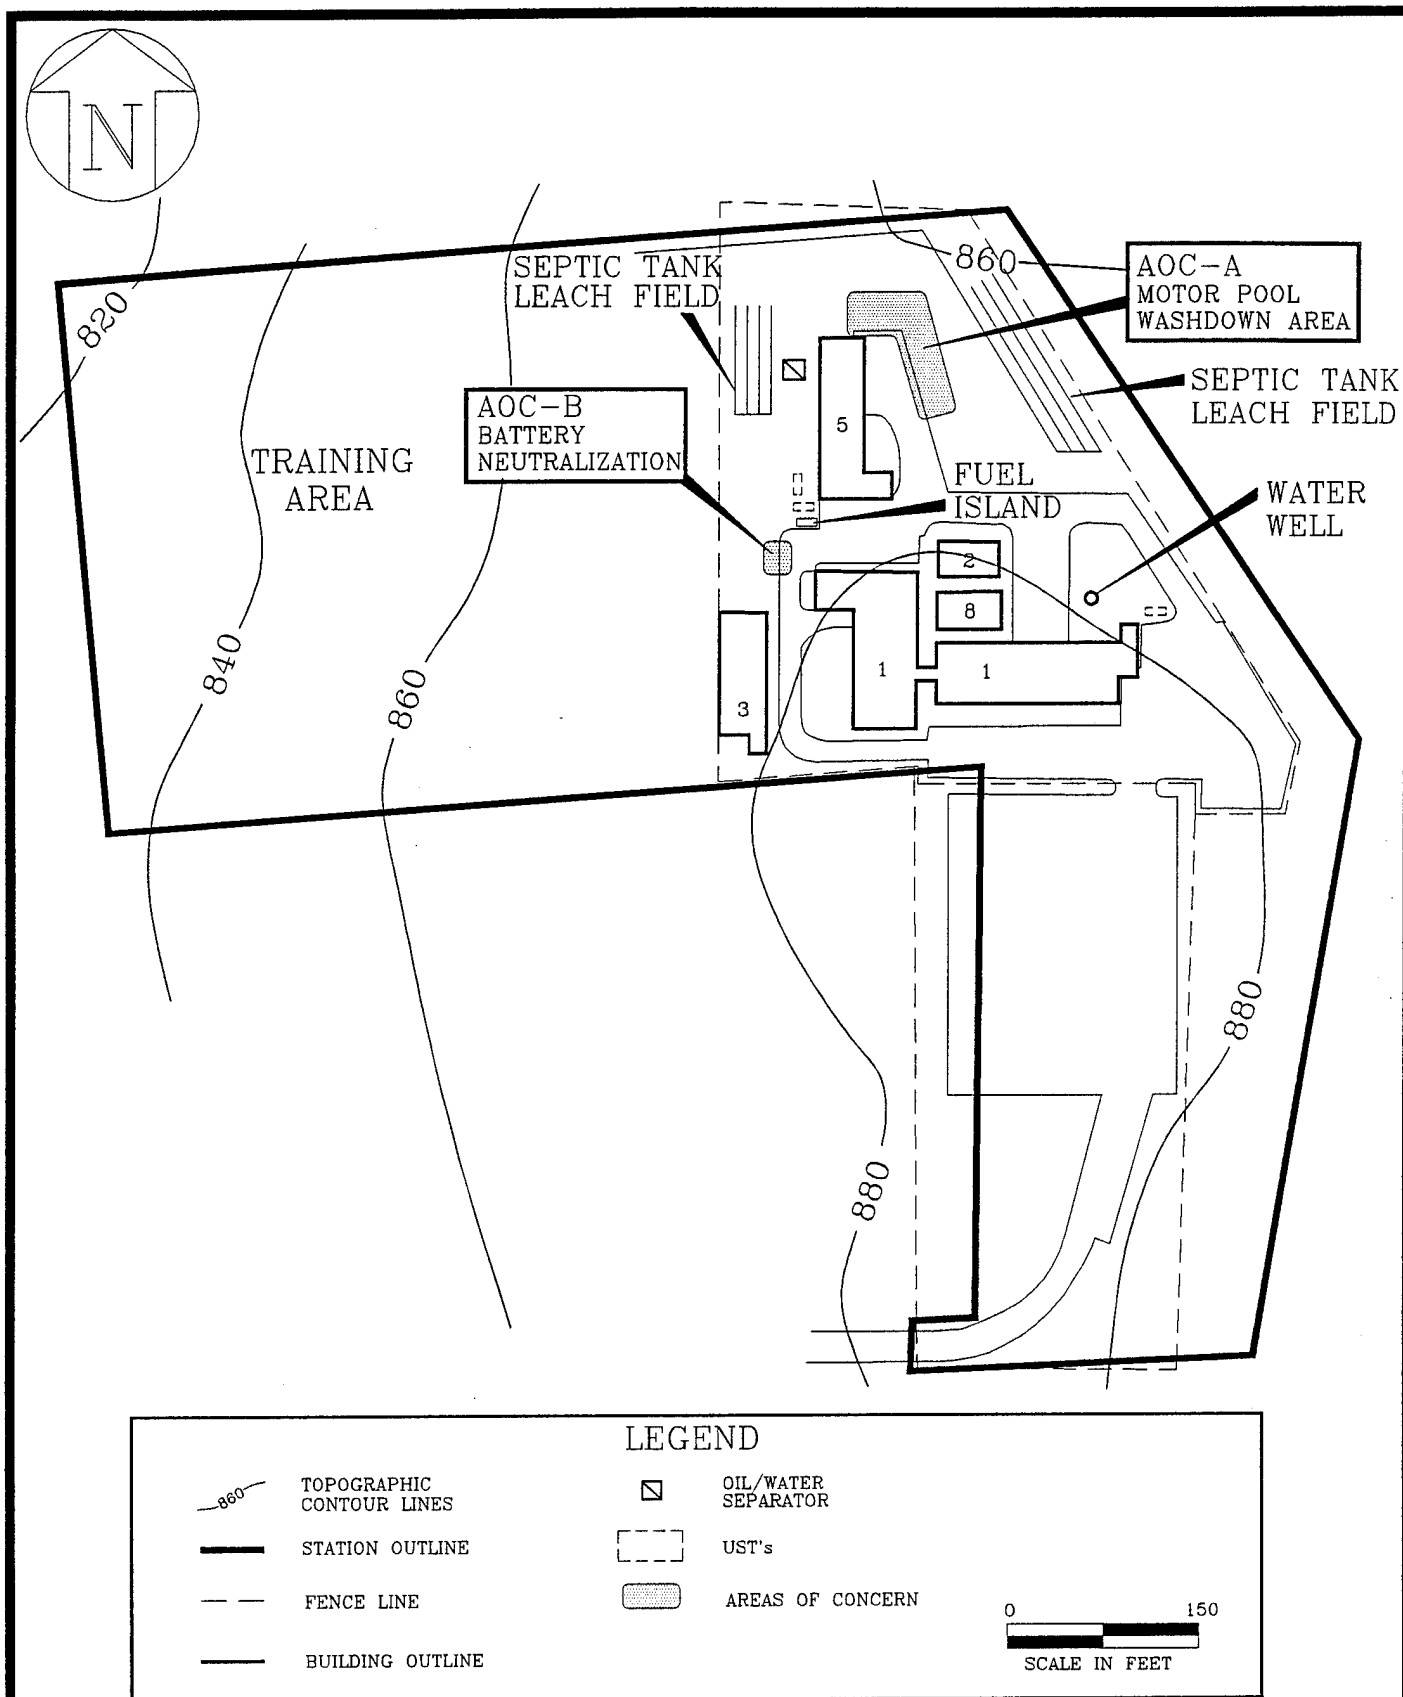 N
820
SEPTIC TANK
LEACH FIELD
860
AOC-A
MOTOR POOL
WASHDOWN AREA
SEPTIC TANK
LEACH FIELD
AOC-B
BATTERY
NEUTRALIZATION
5
TRAINING
AREA
FUEL
ISLAND
WATER
WELL
2
8
840
860
3
1
1
880
880
LEGEND
860
TOPOGRAPHIC
CONTOUR LINES
STATION OUTLINE
FENCE LINE
BUILDING OUTLINE
OIL/WATER
SEPARATOR
UST's
AREAS OF CONCERN
0 150
SCALE IN FEET